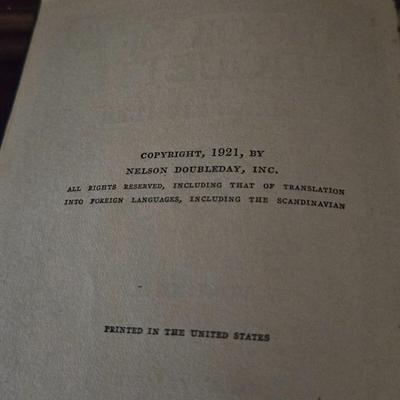 COPYRIGHT, 1921, BY
NELSON DOUBLEDAY, INC.
ALL RIGHTS RESERVED, INCLUDING THAT OF TRANSLATION
INTO FOREIGN LANGUAGES, INCLUDING THE SCANDINAVIAN
PRINTED IN THE UNITED STATES